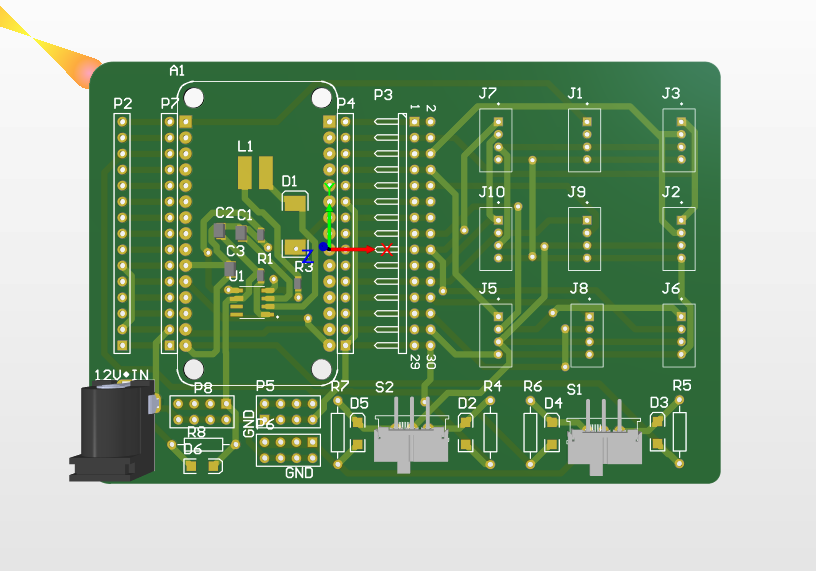 A1
P2 P7 P4 P3 1 2 J7 J1 J3
L1
D1
C2 C1 J10 J9 J2
Z X
C3 R1 R3
J1
J5 J8 J6
29 30
12V•IN P8 P5 R7 S2 R4 R6 S1 D3 R5
D5 D2 D4
GND P6
R8
D6
GND